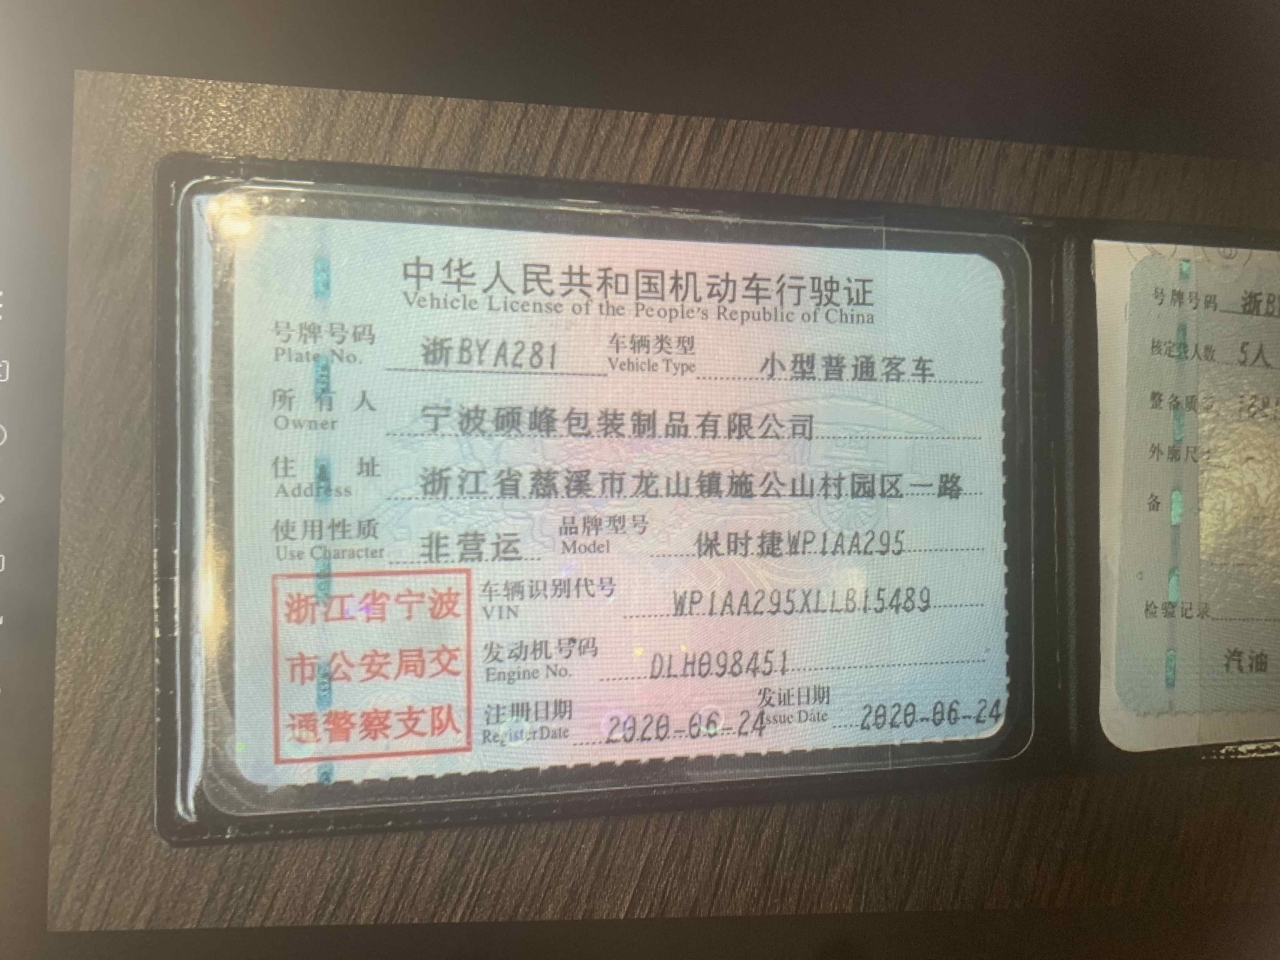 中华人民共和国机动车行驶证
Vehicle License of the People's Republic of China
号牌号码 浙BYA281 车辆类型 小型普通客车
Plate No. Vehicle Type
所有人 宁波硕峰包装制品有限公司
Owner
住址 浙江省慈溪市龙山镇施公山村园区一路
Address
使用性质 非营运 品牌型号 保时捷WP1AA295
Use Character Model
车辆识别代号 WP1AA295XLLB15489
VIN
发动机号码 DLH098451
Engine No.
注册日期 2020-06-24 发证日期 2020-06-24
Register Date Issue Date
浙江省宁波
市公安局交
通警察支队
号牌号码 浙B
核定载人数 5人
整备质
外廓尺
备
检验记录
汽油